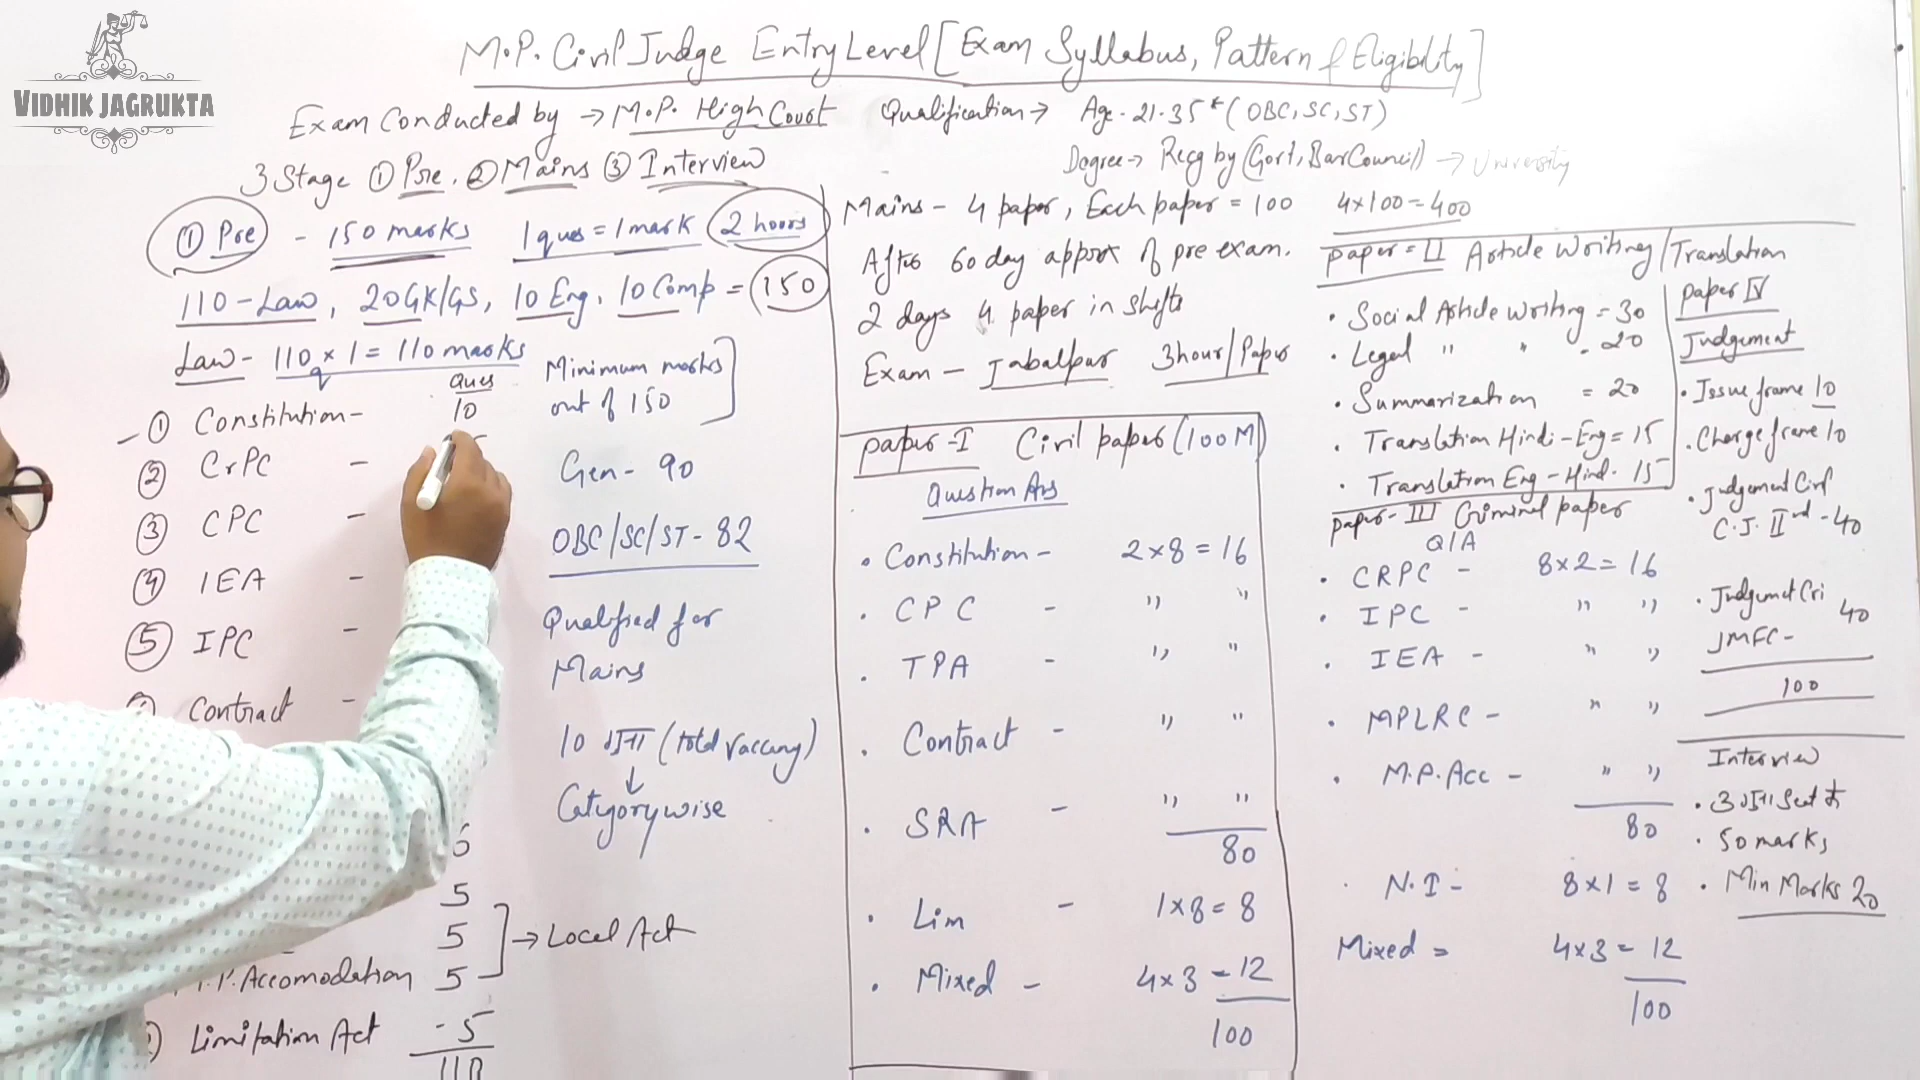 VIDHIK JAGRUKTA
M.P. Civil Judge Entry Level [Exam Syllabus, Pattern & Eligibility]
Exam Conducted by → M.P. High Court
Qualification → Age - 21-35 * (OBC, SC, ST)
Degree → Recg by (Govt, Bar Council) → University
3 Stage ① Pre. ② Mains ③ Interview
① Pre - 150 marks 1 ques = 1 mark 2 hours
110 - Law, 20 GK/GS, 10 Eng, 10 Comp = 150
Law - 110 q × 1 = 110 marks
Ques
① Constitution - 10
② CrPC -
③ CPC -
④ IEA -
⑤ IPC -
Contract -
6
5
5
.P. Accomodation 5
→ Local Act
Limitation Act - 5
110
Minimum marks
out of 150
Gen - 90
OBC/SC/ST - 82
Qualified for
Mains
10 गुना (total vaccany)
↓
Categorywise
Mains - 4 paper, Each paper = 100 4×100 = 400
After 60 day apprx of pre exam.
2 days 4 paper in shifts
Exam - Jabalpur 3 hour/Paper
paper - I Civil paper (100 M)
Question Ans
• Constitution - 2×8 = 16
• CPC - " "
• TPA - " "
• Contract - " "
• SRA - " "
80
• Lim - 1×8 = 8
• Mixed - 4×3 - 12
100
paper = II Article Writing/Translation
• Social Article writing = 30
• Legal " " - 20
• Summarization = 20
• Translation Hindi - Eng = 15
• Translation Eng - Hind. 15
paper - III Criminal paper
Q/A
• CRPC - 8×2 = 16
• IPC - " "
• IEA - " "
• MPLRC - " "
• M.P. Acc - " "
80
• N.I - 8×1 = 8
Mixed = 4×3 = 12
100
paper IV
Judgement
• Issue frame 10
• Charge frame 10
• Judgement Civil
C.J. IInd - 40
• Judgemet Cri 40
JMFC -
100
Interview
• 3 गुना Seat के
• 50 marks
• Min Marks 20